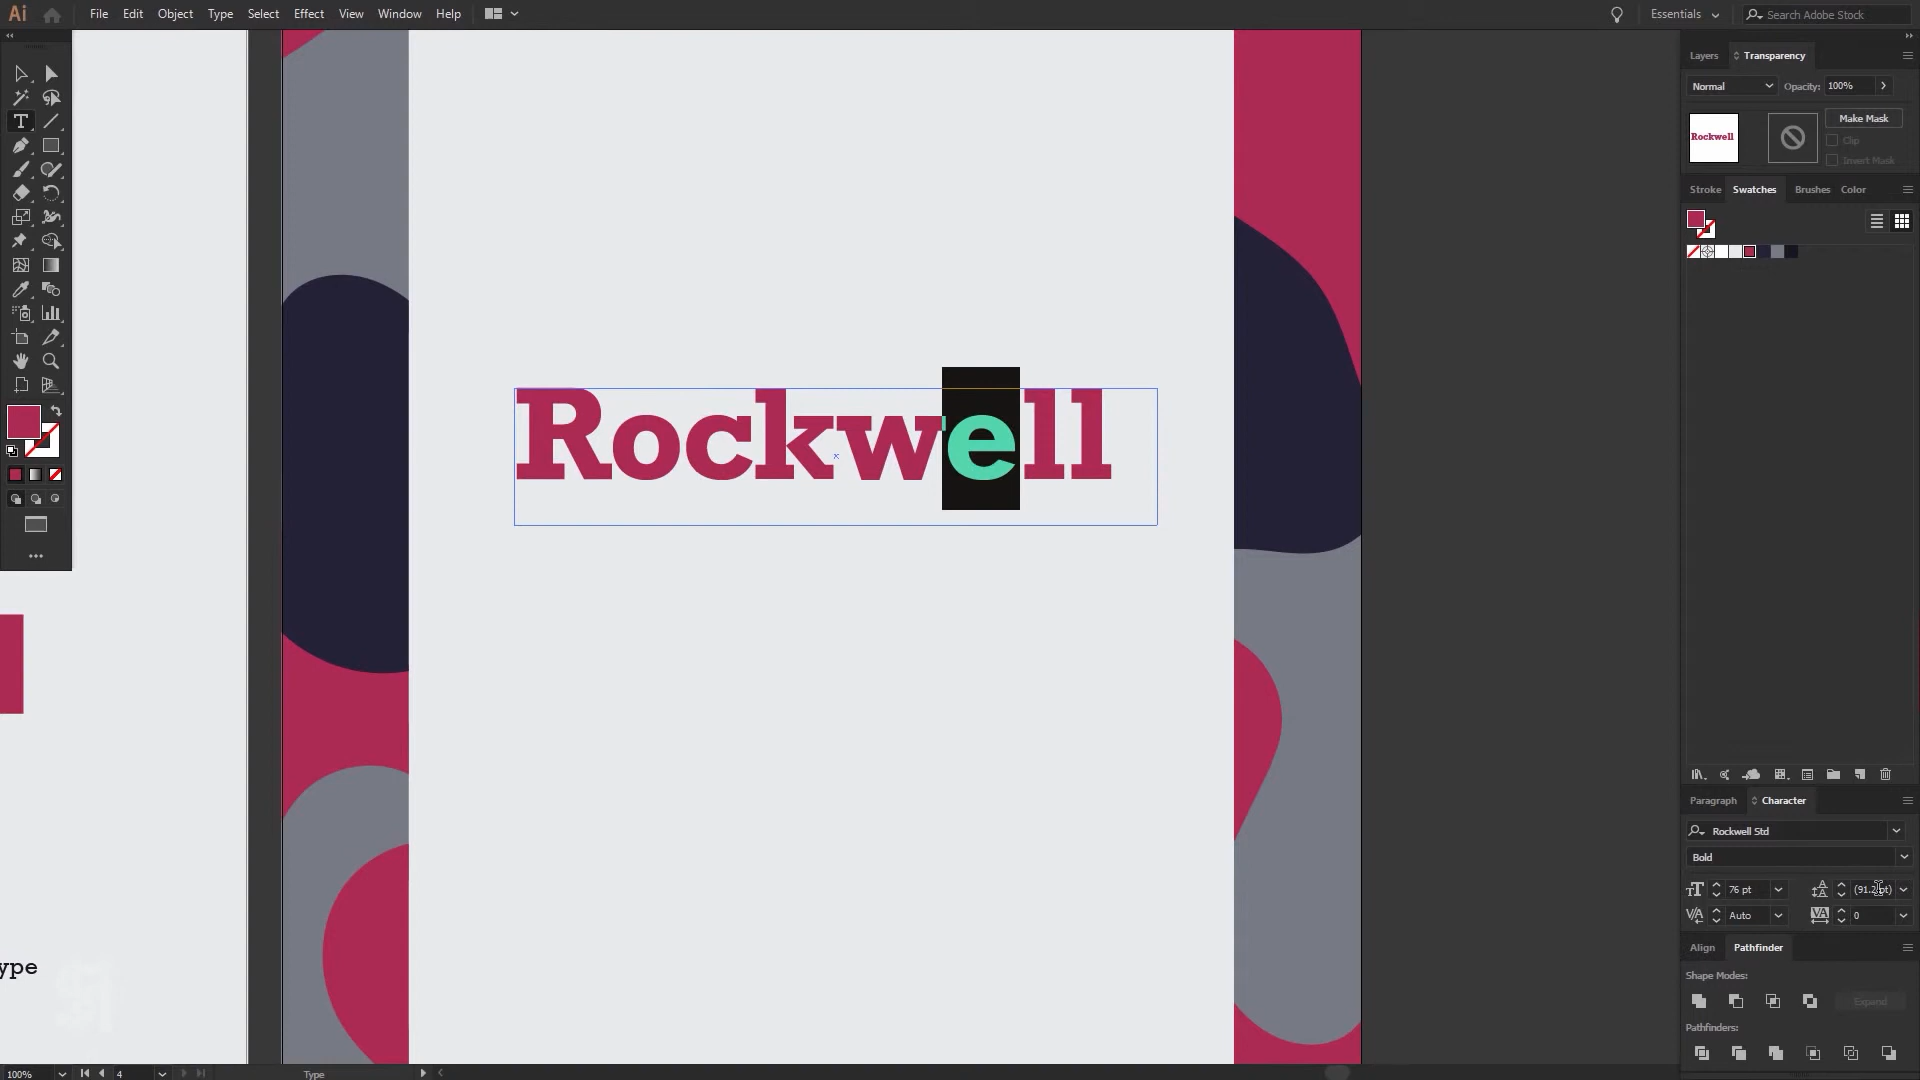 Ai File Edit Object Type Select Effect View Window Help Essentials Search Adobe Stock
Layers Transparency
Normal Opacity: 100%
Rockwell
Make Mask
Clip
Invert Mask
Stroke Swatches Brushes Color
Rockwell
Paragraph Character
Rockwell Std
Bold
76 pt (91.2 pt)
Auto 0
Align Pathfinder
Shape Modes:
Expand
Pathfinders:
ype
100% 4 Type